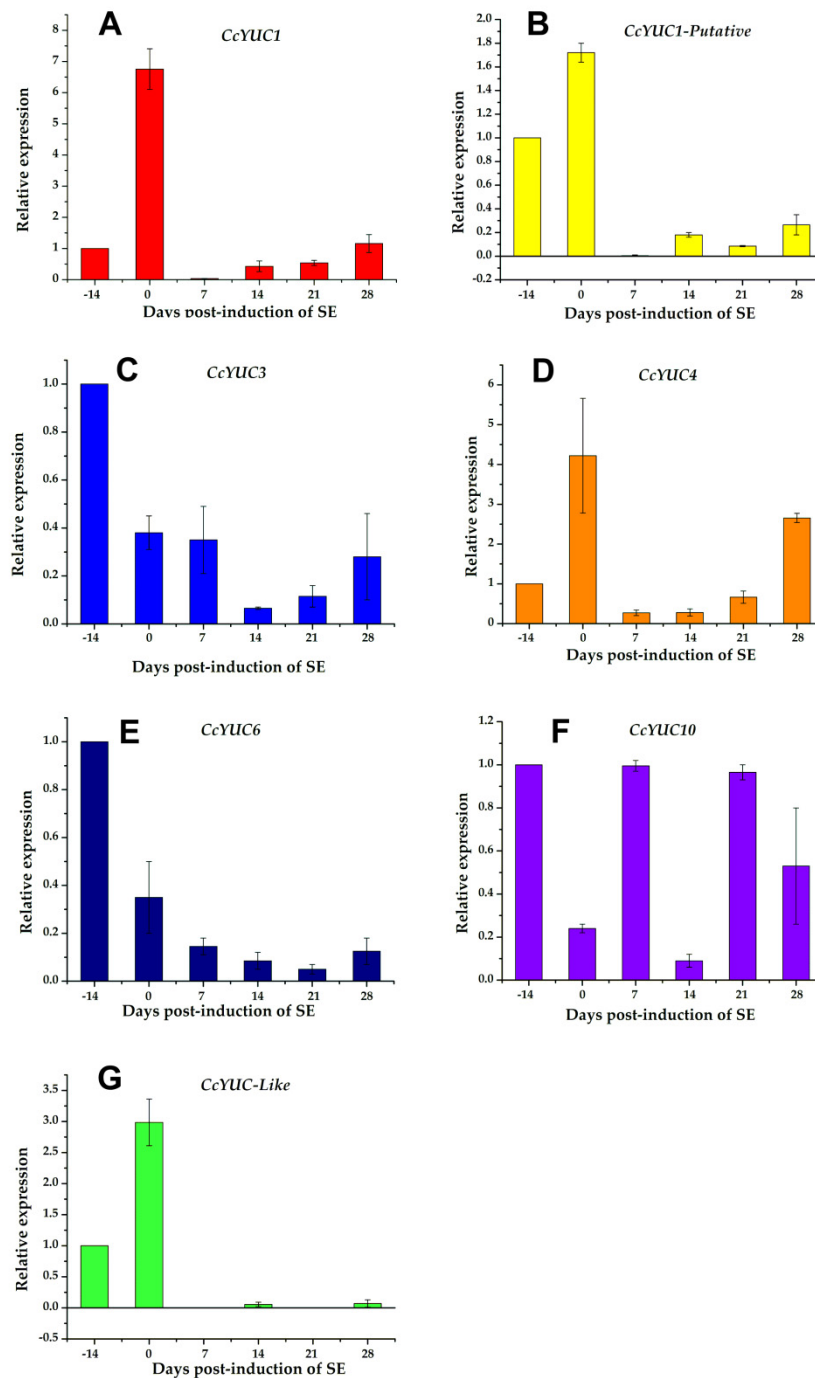 A
CcYUC1
Relative expression
8
7
6
5
4
3
2
1
0
-14 0 7 14 21 28
Days post-induction of SE
B
CcYUC1-Putative
Relative expression
2.0
1.8
1.6
1.4
1.2
1.0
0.8
0.6
0.4
0.2
0.0
-0.2
-14 0 7 14 21 28
Days post-induction of SE
C
CcYUC3
Relative expression
1.0
0.8
0.6
0.4
0.2
0.0
-14 0 7 14 21 28
Days post-induction of SE
D
CcYUC4
Relative expression
6
5
4
3
2
1
0
-14 0 7 14 21 28
Days post-induction of SE
E
CcYUC6
Relative expression
1.0
0.8
0.6
0.4
0.2
0.0
-14 0 7 14 21 28
Days post-induction of SE
F
CcYUC10
Relative expression
1.2
1.0
0.8
0.6
0.4
0.2
0.0
-14 0 7 14 21 28
Days post-induction of SE
G
CcYUC-Like
Relative expression
3.5
3.0
2.5
2.0
1.5
1.0
0.5
0.0
-0.5
-14 0 7 14 21 28
Days post-induction of SE